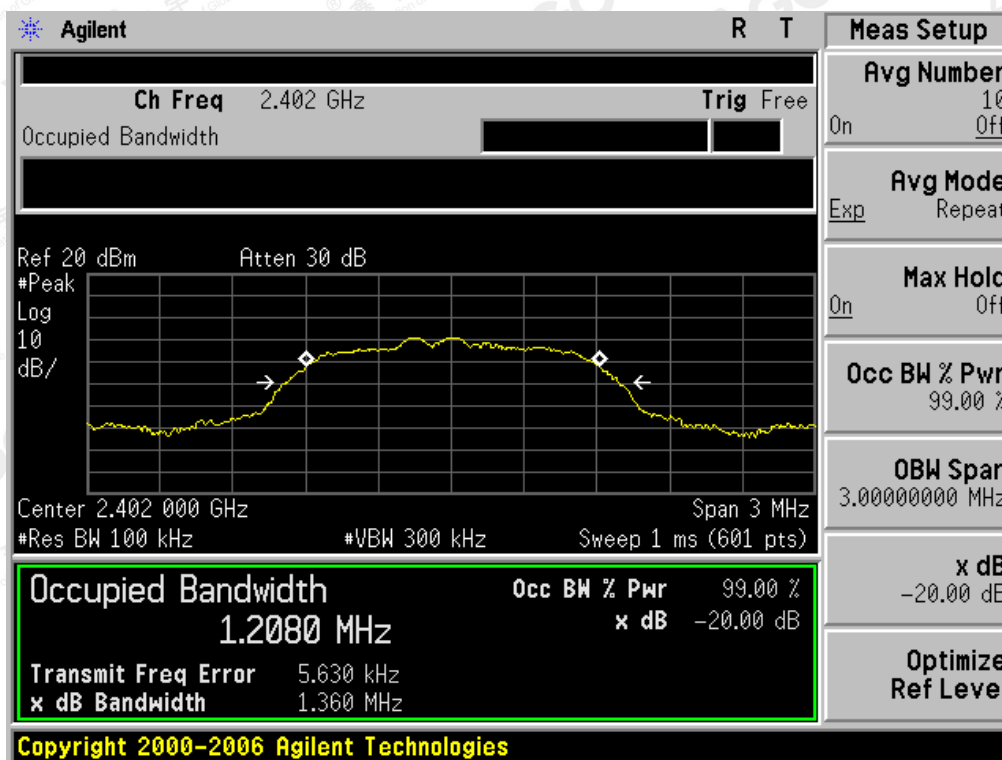 Agilent
R T
Ch Freq 2.402 GHz
Trig Free
Occupied Bandwidth
Ref 20 dBm
Atten 30 dB
#Peak
Log
10
dB/
Center 2.402 000 GHz
Span 3 MHz
#Res BW 100 kHz
#VBW 300 kHz
Sweep 1 ms (601 pts)
Occupied Bandwidth
1.2080 MHz
Occ BW % Pwr 99.00 %
x dB -20.00 dB
Transmit Freq Error 5.630 kHz
x dB Bandwidth 1.360 MHz
Copyright 2000-2006 Agilent Technologies
Meas Setup
Avg Number
10
On Off
Avg Mode
Exp Repeat
Max Hold
On Off
Occ BW % Pwr
99.00 %
OBW Span
3.00000000 MHz
x dB
-20.00 dB
Optimize
Ref Level